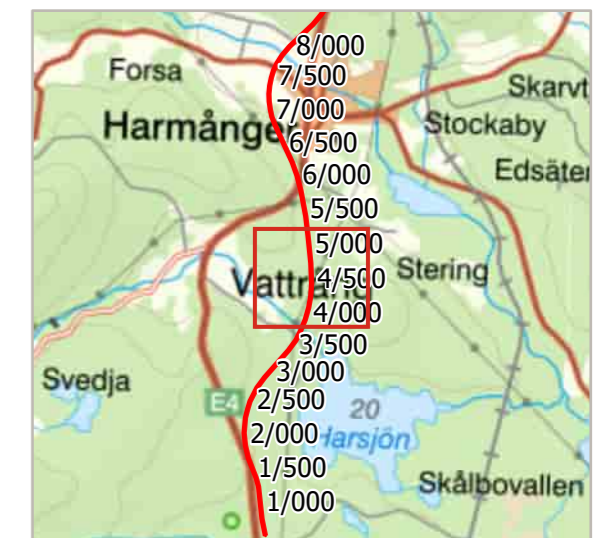 8/000
Forsa
7/500
Skarvt
7/000
Harmånger
Stockaby
6/500
Edsäter
6/000
5/500
5/000
Stering
4/500
4/000
3/500
3/000
Svedja
2/500
E4
20
Harsjön
2/000
1/500
Skålbovallen
1/000